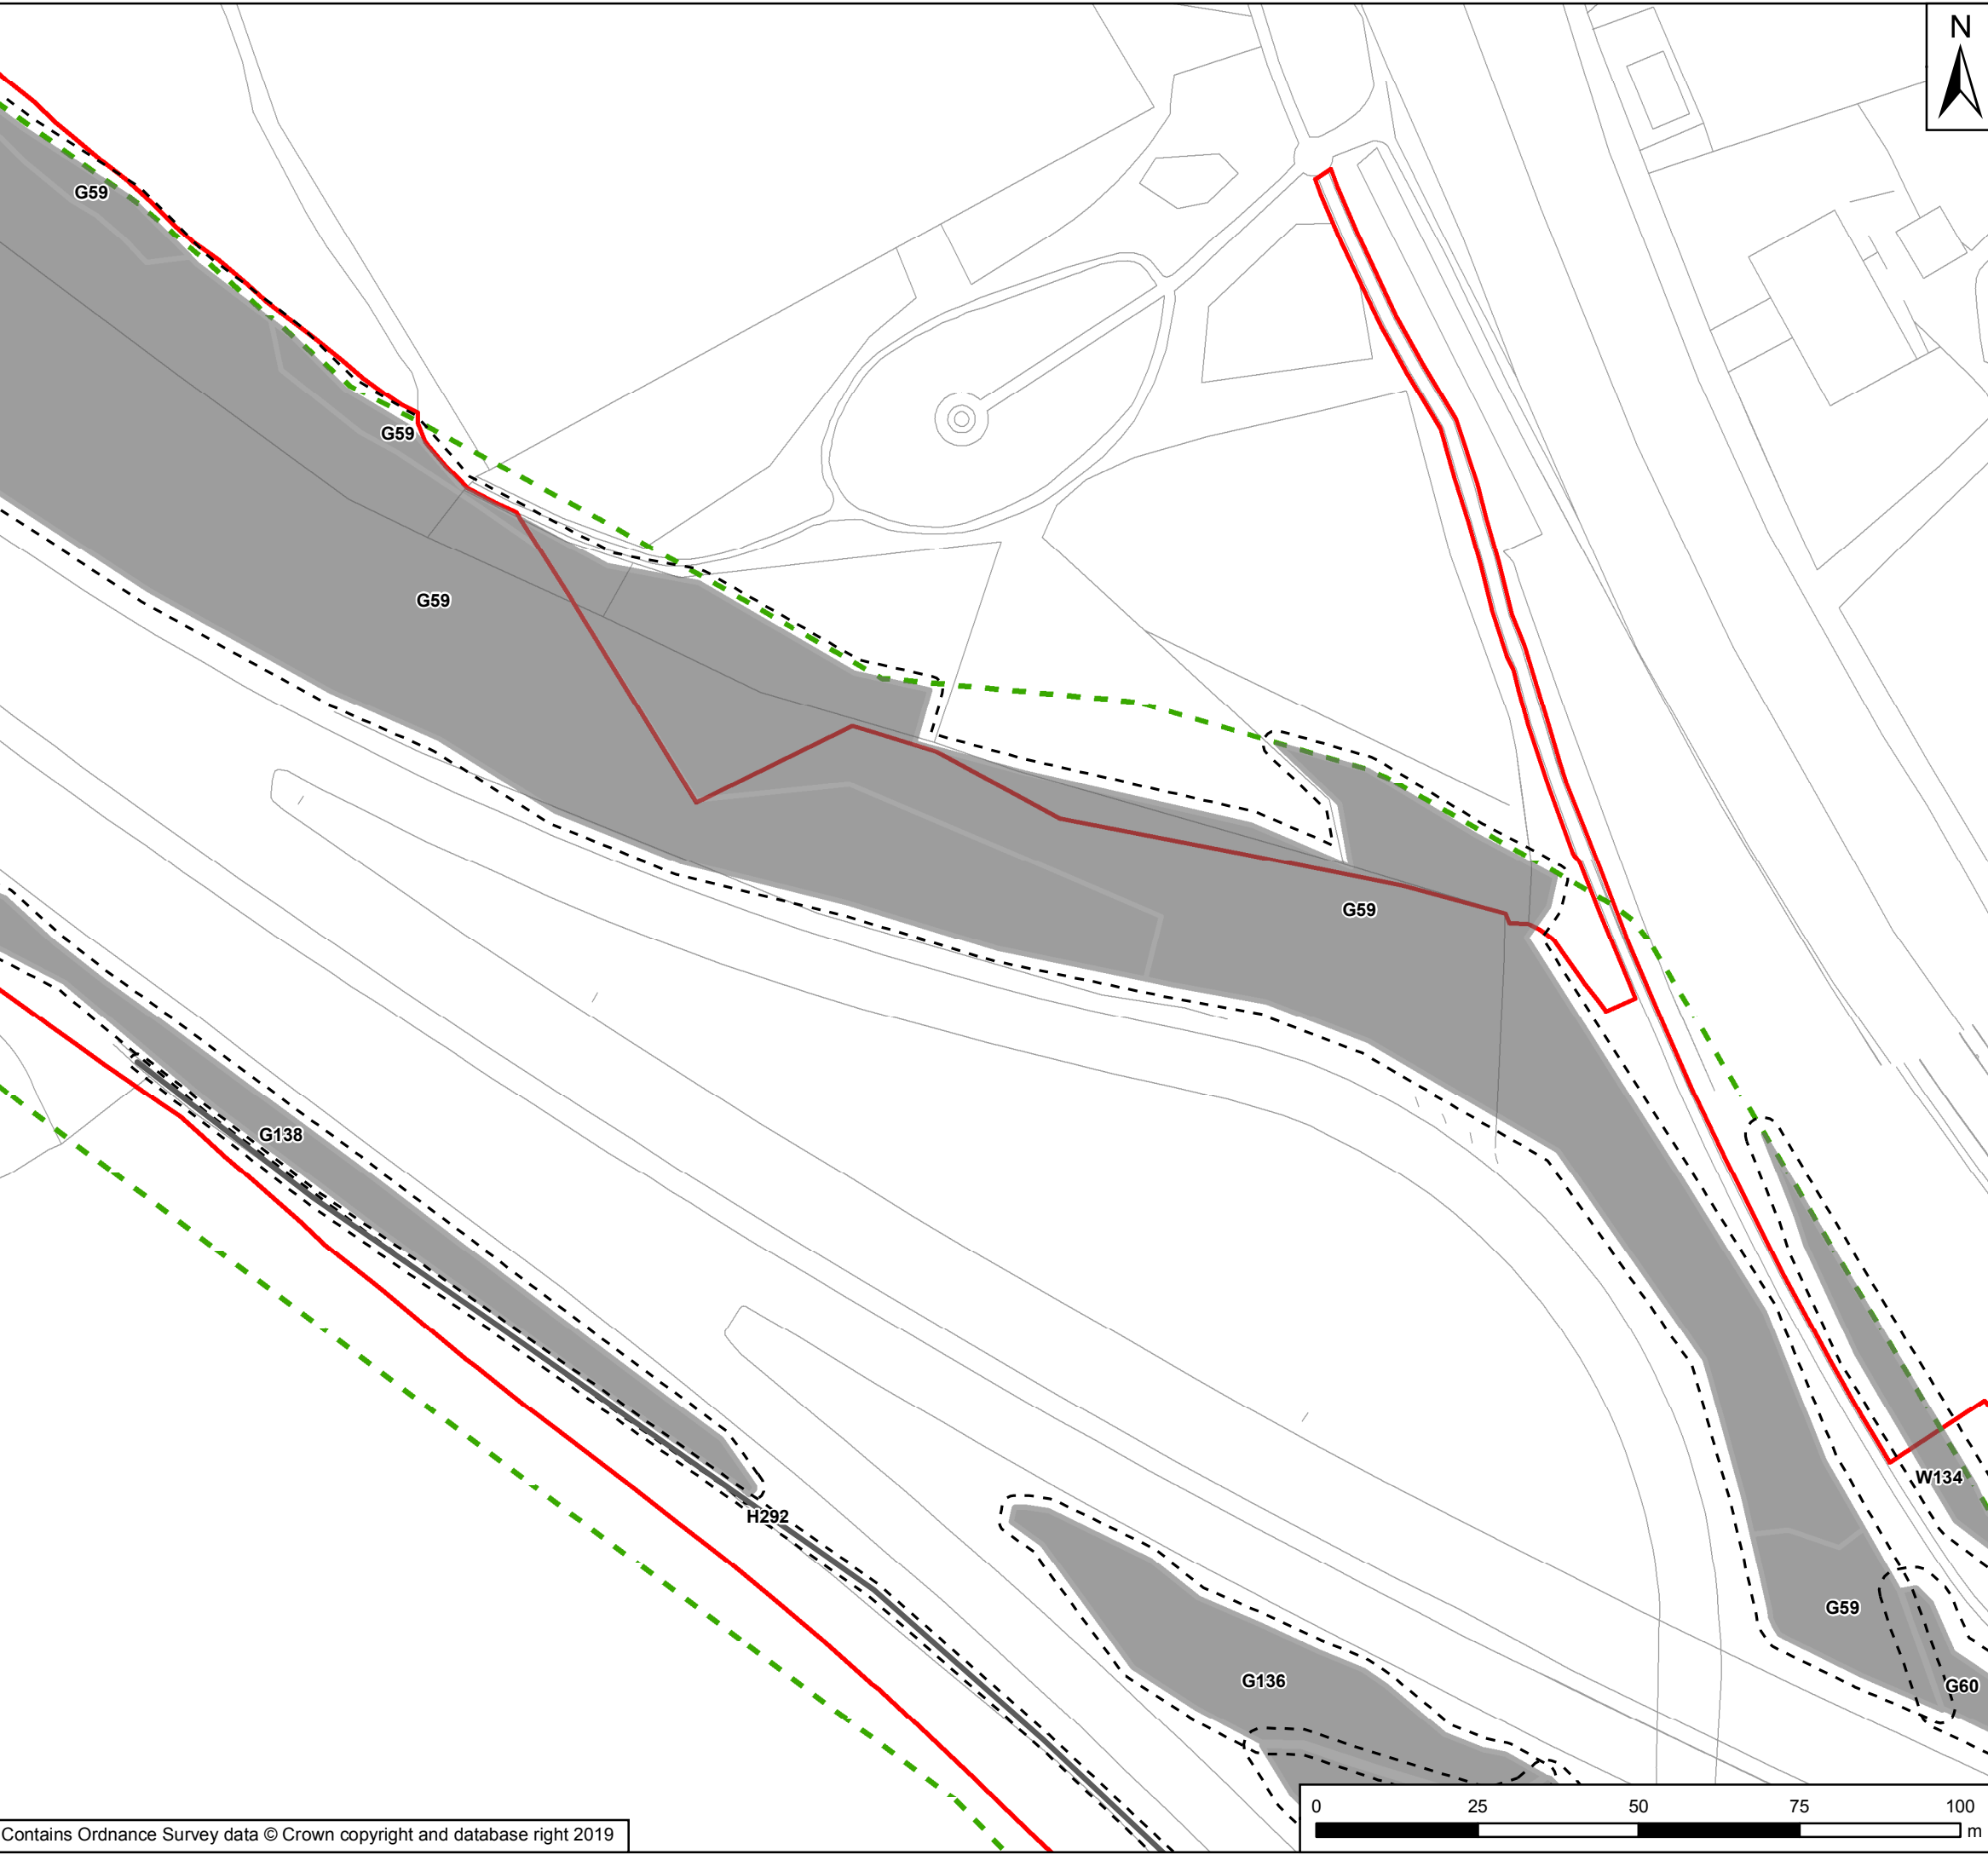 N
G59
G59
G59
G59
G138
W134
H292
G59
G136
G60
0 25 50 75 100
m
Contains Ordnance Survey data © Crown copyright and database right 2019